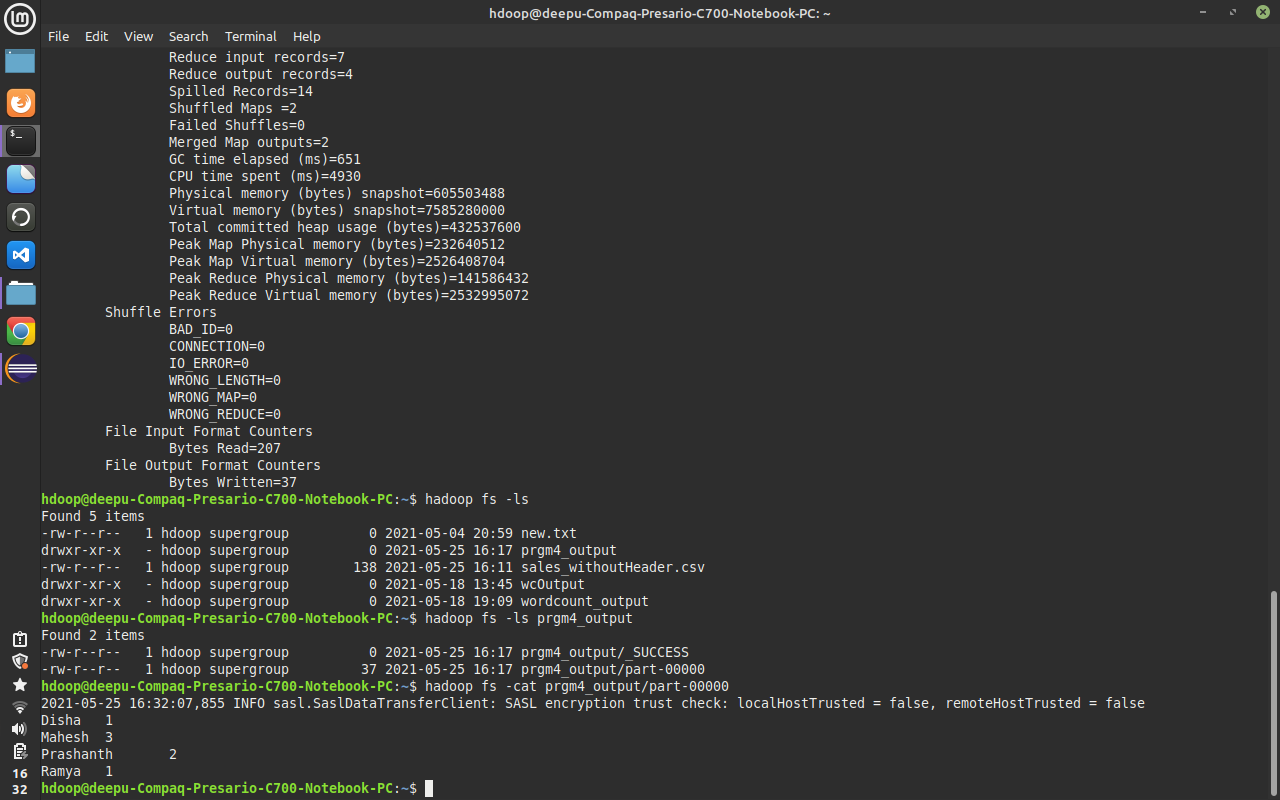 hdoop@deepu-Compaq-Presario-C700-Notebook-PC: ~
File Edit View Search Terminal Help
Reduce input records=7
Reduce output records=4
Spilled Records=14
Shuffled Maps =2
Failed Shuffles=0
Merged Map outputs=2
GC time elapsed (ms)=651
CPU time spent (ms)=4930
Physical memory (bytes) snapshot=605503488
Virtual memory (bytes) snapshot=7585280000
Total committed heap usage (bytes)=432537600
Peak Map Physical memory (bytes)=232640512
Peak Map Virtual memory (bytes)=2526408704
Peak Reduce Physical memory (bytes)=141586432
Peak Reduce Virtual memory (bytes)=2532995072
Shuffle Errors
BAD_ID=0
CONNECTION=0
IO_ERROR=0
WRONG_LENGTH=0
WRONG_MAP=0
WRONG_REDUCE=0
File Input Format Counters
Bytes Read=207
File Output Format Counters
Bytes Written=37
hdoop@deepu-Compaq-Presario-C700-Notebook-PC:~$ hadoop fs -ls
Found 5 items
-rw-r--r--   1 hdoop supergroup          0 2021-05-04 20:59 new.txt
drwxr-xr-x   - hdoop supergroup          0 2021-05-25 16:17 prgm4_output
-rw-r--r--   1 hdoop supergroup        138 2021-05-25 16:11 sales_withoutHeader.csv
drwxr-xr-x   - hdoop supergroup          0 2021-05-18 13:45 wcOutput
drwxr-xr-x   - hdoop supergroup          0 2021-05-18 19:09 wordcount_output
hdoop@deepu-Compaq-Presario-C700-Notebook-PC:~$ hadoop fs -ls prgm4_output
Found 2 items
-rw-r--r--   1 hdoop supergroup          0 2021-05-25 16:17 prgm4_output/_SUCCESS
-rw-r--r--   1 hdoop supergroup         37 2021-05-25 16:17 prgm4_output/part-00000
hdoop@deepu-Compaq-Presario-C700-Notebook-PC:~$ hadoop fs -cat prgm4_output/part-00000
2021-05-25 16:32:07,855 INFO sasl.SaslDataTransferClient: SASL encryption trust check: localHostTrusted = false, remoteHostTrusted = false
Disha   1
Mahesh  3
Prashanth       2
Ramya   1
hdoop@deepu-Compaq-Presario-C700-Notebook-PC:~$
16
32